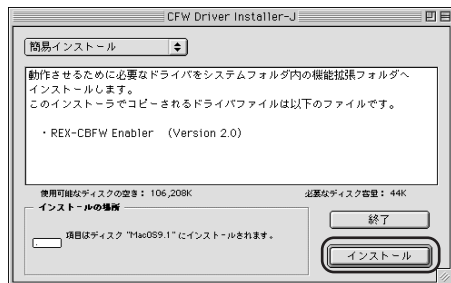 CFW Driver Installer-J
簡易インストール
動作させるために必要なドライバをシステムフォルダ内の機能拡張フォルダへ
インストールします。
このインストーラでコピーされるドライバファイルは以下のファイルです。
・REX-CBFW Enabler （Version 2.0）
使用可能なディスクの空き： 106,208K
必要なディスク容量： 44K
インストールの場所
項目はディスク "MacOS9.1" にインストールされます。
終了
インストール